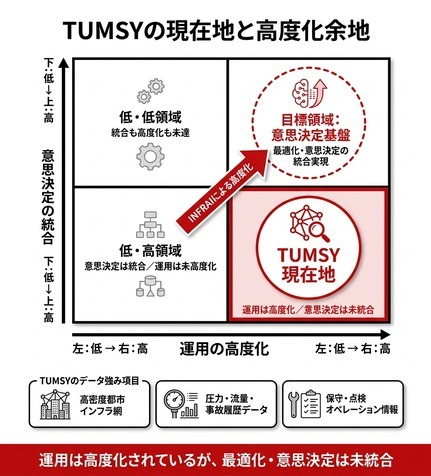 TUMSYの現在地と高度化余地
下:低→上:高
意思決定の統合
下:低→上:高
低・低領域
統合も高度化も未達
目標領域:
意思決定基盤
最適化・意思決定の
統合実現
INFRAIによる高度化
低・高領域
意思決定は統合/運用は未高度化
TUMSY
現在地
運用は高度化/意思決定は未統合
左:低 → 右:高
運用の高度化
左:低 → 右:高
TUMSYのデータ強み項目
高密度都市
インフラ網
圧力・流量・
事故履歴データ
保守・点検
オペレーション情報
運用は高度化されているが、最適化・意思決定は未統合